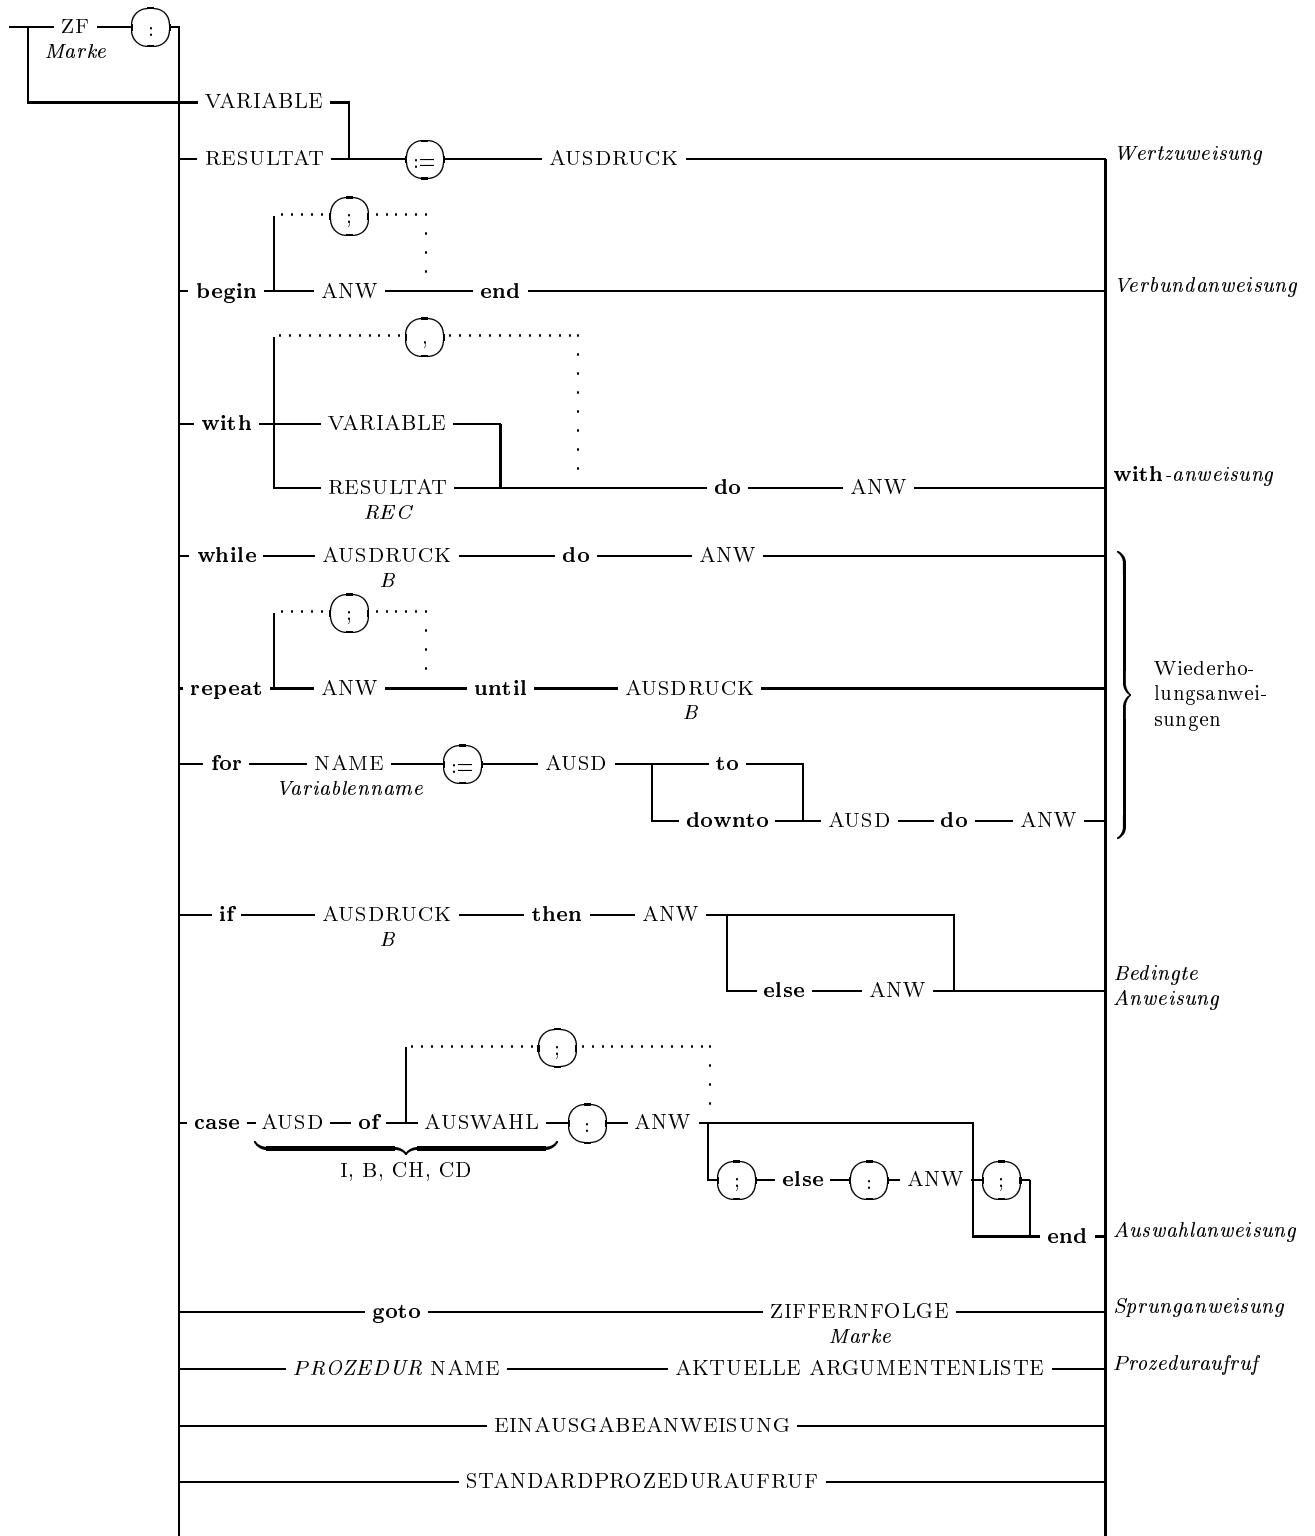 ZF :
Marke
VARIABLE
RESULTAT := AUSDRUCK Wertzuweisung
;
begin ANW end Verbundanweisung
,
with VARIABLE
RESULTAT do ANW with-anweisung
REC
while AUSDRUCK do ANW
B
;
repeat ANW until AUSDRUCK
B
Wiederho-
lungsanwei-
sungen
for NAME := AUSD to
Variablenname
downto AUSD do ANW
if AUSDRUCK then ANW
B
else ANW Bedingte
Anweisung
;
case AUSD of AUSWAHL : ANW
I, B, CH, CD
; else : ANW ;
end Auswahlanweisung
goto ZIFFERNFOLGE Sprunganweisung
Marke
PROZEDUR NAME AKTUELLE ARGUMENTENLISTE Prozeduraufruf
EINAUSGABEANWEISUNG
STANDARDPROZEDURAUFRUF